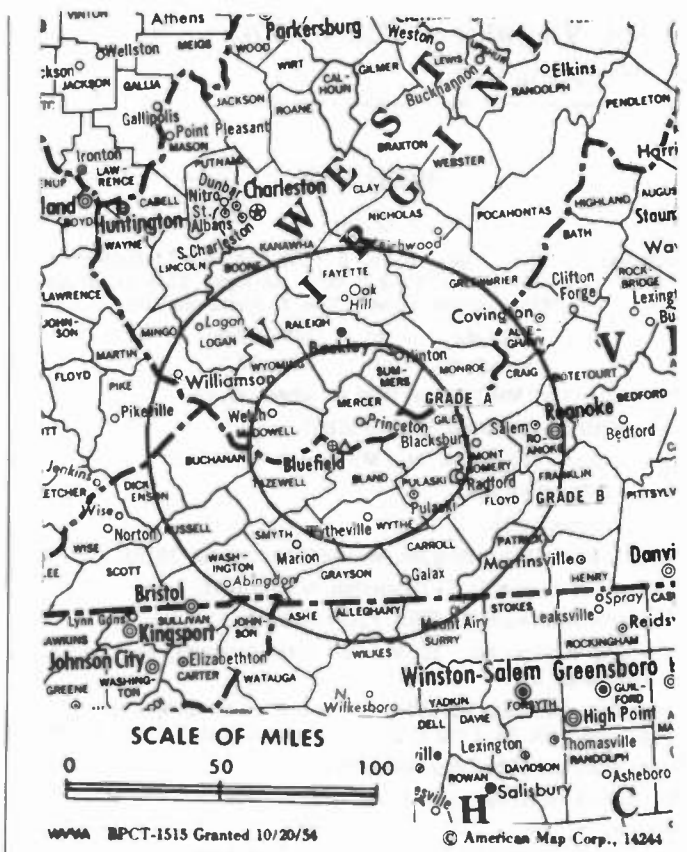 VINTON
Athens
MEIGS
Parkersburg
WOOD
Weston
LEWIS
UPSHUR
Wellston
JACKSON
GALLIA
WIRT
CAL-
HOUN
GILMER
Buckhannon
Elkins
RANDOLPH
PENDLETON
JACKSON
ROANE
Gallipolis
Point Pleasant
MASON
BRAXTON
WEBSTER
WEST
VIRGINI
Ironton
LAW-
RENCE
PUTNAM
Dunbar
Nitro
St.
Albans
S. Charleston
Charleston
KANAWHA
CLAY
NICHOLAS
POCAHONTAS
HIGHLAND
BATH
CABELL
Huntington
WAYNE
LINCOLN
BOONE
FAYETTE
Oak
Hill
GREENBRIER
Clifton
Forge
ROCK-
BRIDGE
LAWRENCE
JOHN-
SON
MINGO
Logan
LOGAN
RALEIGH
Beckley
Covington
ALLE-
GHANY
MARTIN
WYOMING
Hinton
SUM-
MERS
MONROE
CRAIG
BOTETOURT
FLOYD
PIKE
Williamson
MERCER
GRADE A
BEDFORD
Pikeville
Welch
McDOWELL
Princeton
GILES
Blacksburg
Salem
Roanoke
RO-
ANOKE
Bedford
Bluefield
BUCHANAN
TAZEWELL
BLAND
MONT
GOMERY
PULASKI
Radford
FRANKLIN
Jenkins
DICK
ENSON
Pulaski
FLOYD
GRADE B
Wise
Norton
WISE
RUSSELL
SMYTH
Wytheville
WYTHE
CARROLL
PATRICK
SCOTT
WASH-
INGTON
Marion
Abingdon
GRAYSON
Galax
Martinsville
HENRY
Bristol
SULLIVAN
JOHN-
SON
ASHE
ALLEGHANY
Mount Airy
SURRY
STOKES
Leaksville
Spray
ROCKINGHAM
Kingsport
Johnson City
Elizabethton
CARTER
WATAUGA
WILKES
GREENE
WASHING-
TON
N.
Wilkesboro
YADKIN
Winston-Salem
FORSYTH
Greensboro
GUIL-
FORD
High Point
DAVIE
Lexington
DAVIDSON
Thomasville
RANDOLPH
Asheboro
ROWAN
Salisbury
H C
SCALE OF MILES
0 50 100
BPCT-1515 Granted 10/20/54
© American Map Corp., 14244